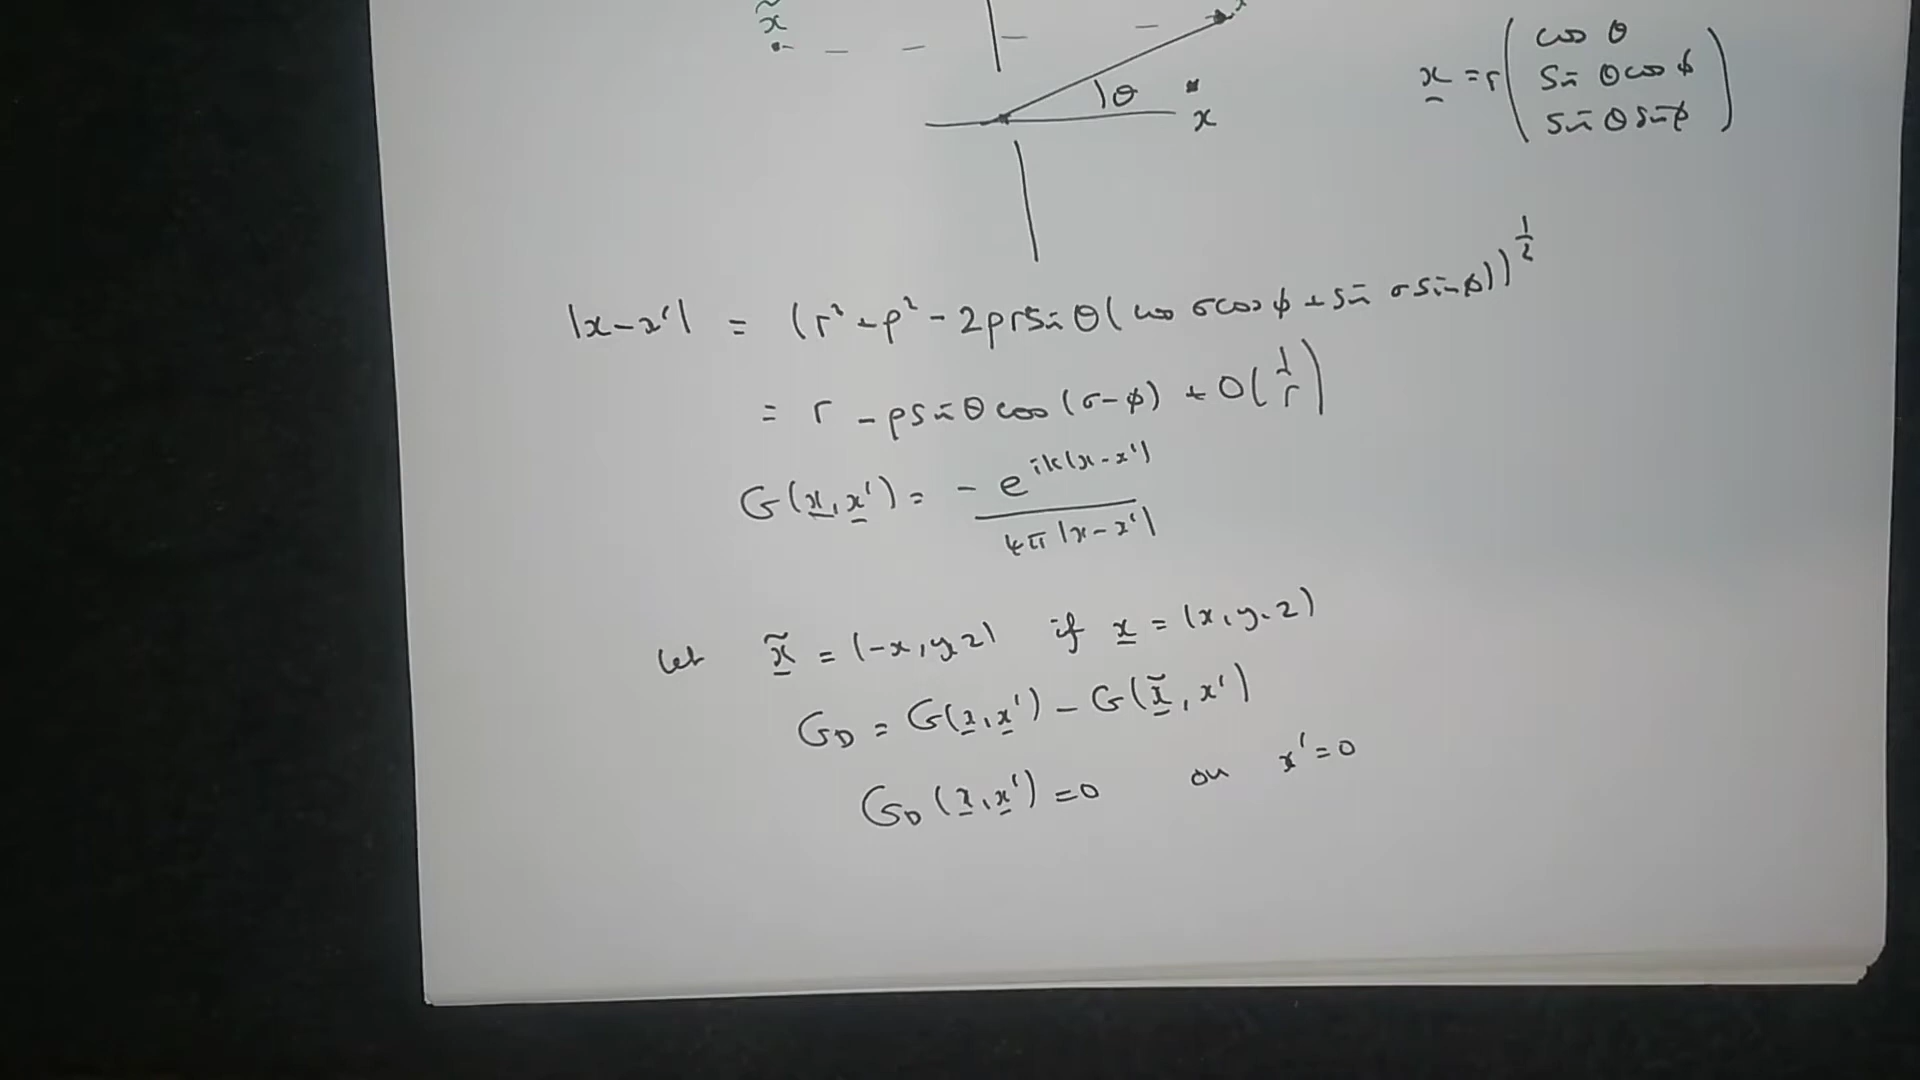 x̃
θ
x
x = r ( cos θ
sin θ cos ϕ
sin θ sin ϕ )
|x-x'| = (r² + ρ² - 2ρr sin θ ( cos σ cos ϕ + sin σ sin ϕ))^{1/2}
= r - ρ sin θ cos (σ-ϕ) + O(1/r)
G(x, x') = - e^{ik(x-x')} / 4π |x-x'|
let x̃ = (-x, y, z) if x = (x, y, z)
G_D = G(x, x') - G(x̃, x')
G_D (x, x') = 0 on x' = 0